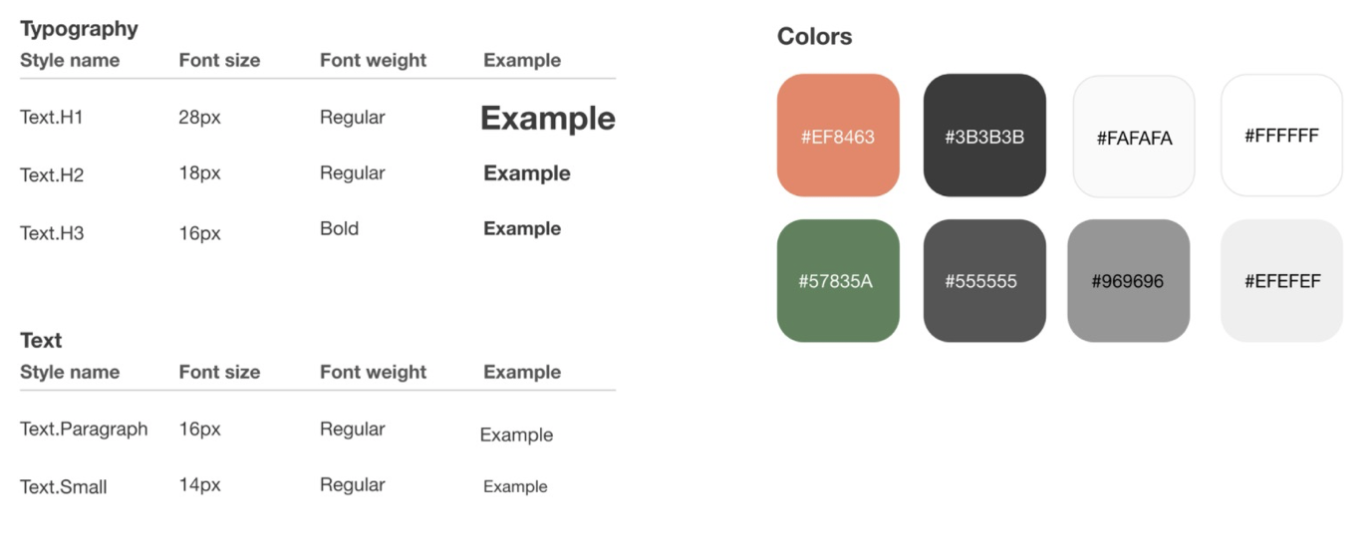 Typography
Style name Font size Font weight Example
Text.H1 28px Regular Example
Text.H2 18px Regular Example
Text.H3 16px Bold Example
Text
Style name Font size Font weight Example
Text.Paragraph 16px Regular Example
Text.Small 14px Regular Example
Colors
#EF8463 #3B3B3B #FAFAFA #FFFFFF
#57835A #555555 #969696 #EFEFEF